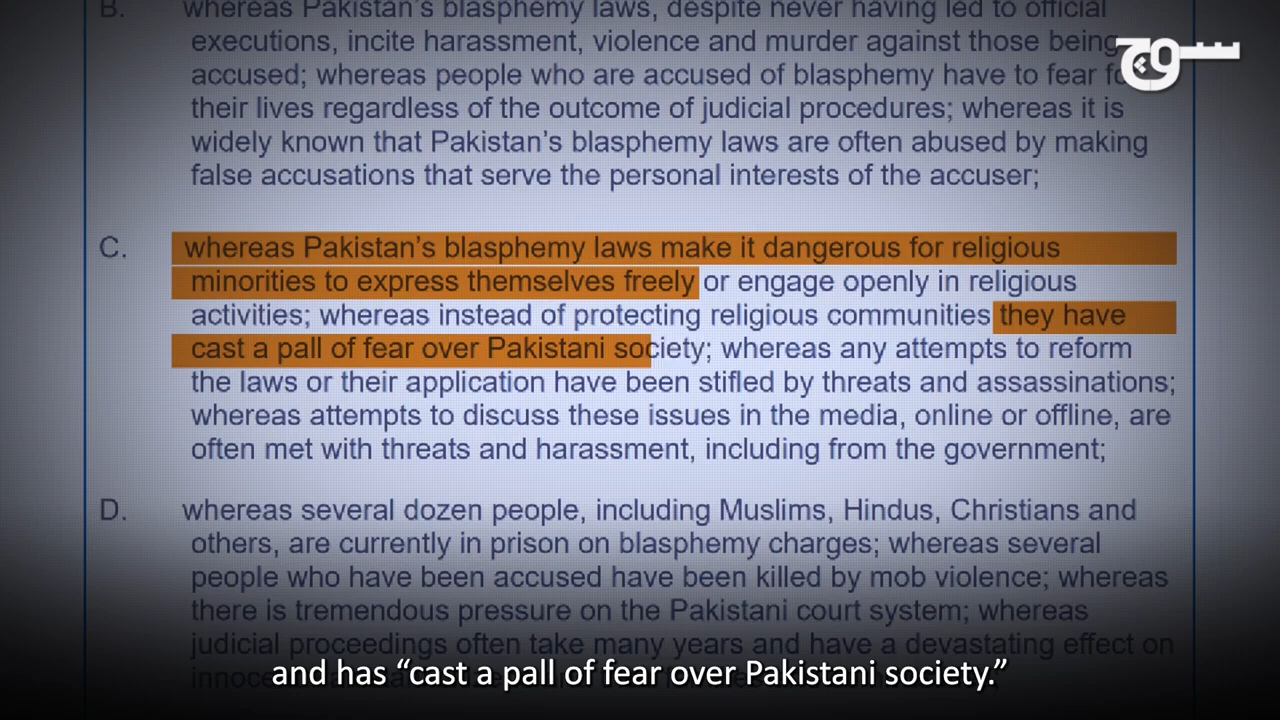 B. whereas Pakistan's blasphemy laws, despite never having led to official
executions, incite harassment, violence and murder against those being
accused; whereas people who are accused of blasphemy have to fear for
their lives regardless of the outcome of judicial procedures; whereas it is
widely known that Pakistan’s blasphemy laws are often abused by making
false accusations that serve the personal interests of the accuser;
سوچ
C. whereas Pakistan’s blasphemy laws make it dangerous for religious
minorities to express themselves freely or engage openly in religious
activities; whereas instead of protecting religious communities they have
cast a pall of fear over Pakistani society; whereas any attempts to reform
the laws or their application have been stifled by threats and assassinations;
whereas attempts to discuss these issues in the media, online or offline, are
often met with threats and harassment, including from the government;
D. whereas several dozen people, including Muslims, Hindus, Christians and
others, are currently in prison on blasphemy charges; whereas several
people who have been accused have been killed by mob violence; whereas
there is tremendous pressure on the Pakistani court system; whereas
judicial proceedings often take many years and have a devastating effect on
and has “cast a pall of fear over Pakistani society.”